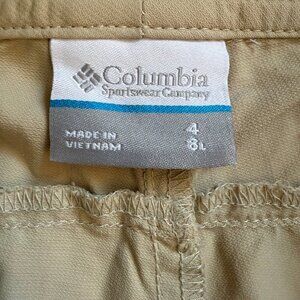 Columbia
Sportswear Company
MADE IN 4
VIETNAM 8L